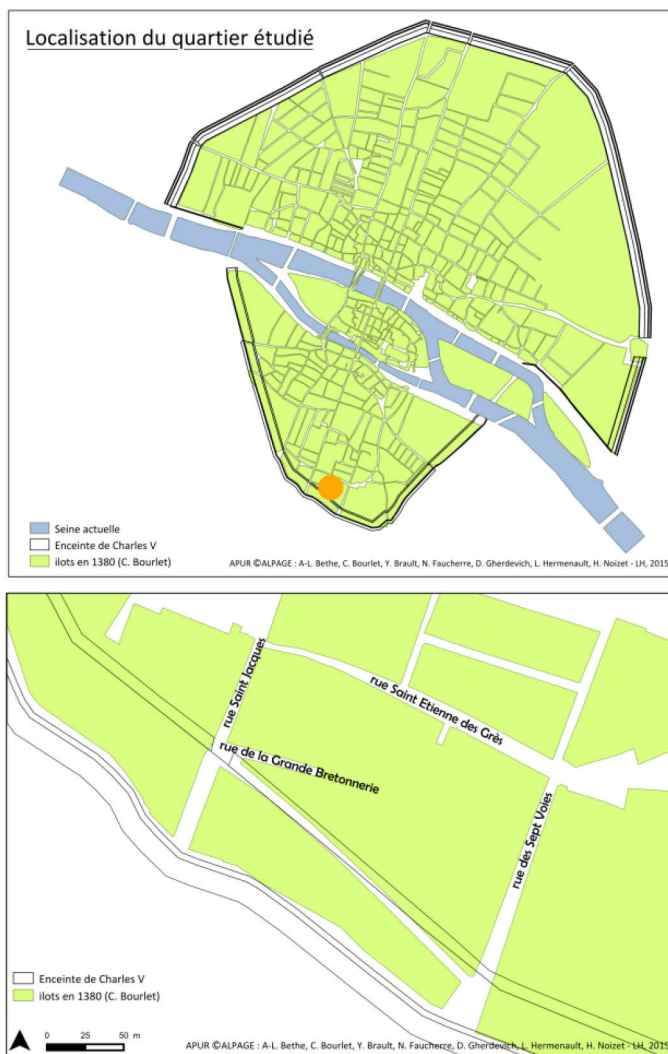 Localisation du quartier étudié
Seine actuelle
Enceinte de Charles V
ilots en 1380 (C. Bourlet)
APUR ©ALPAGE : A-L. Bethe, C. Bourlet, Y. Brault, N. Faucherre, D. Gherdevich, L. Hermenault, H. Noizet - LH, 2015
rue Saint Jacques
rue Saint Etienne des Grès
rue de la Grande Bretonnerie
rue des Sept Voies
Enceinte de Charles V
ilots en 1380 (C. Bourlet)
0 25 50 m
APUR ©ALPAGE : A-L. Bethe, C. Bourlet, Y. Brault, N. Faucherre, D. Gherdevich, L. Hermenault, H. Noizet - LH, 2015